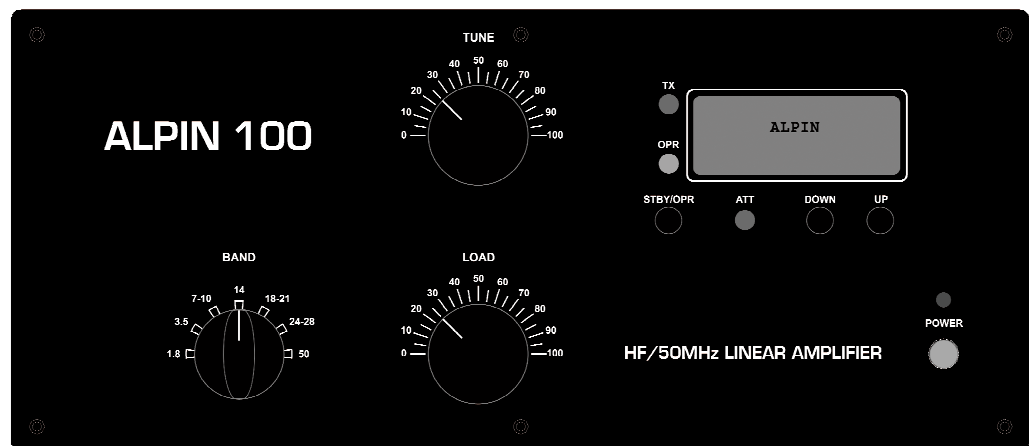 TUNE
0 10 20 30 40 50 60 70 80 90 100
ALPIN 100
TX
OPR
ALPIN
STBY/OPR ATT DOWN UP
BAND
1.8 3.5 7-10 14 18-21 24-28 50
LOAD
0 10 20 30 40 50 60 70 80 90 100
POWER
HF/50MHz LINEAR AMPLIFIER